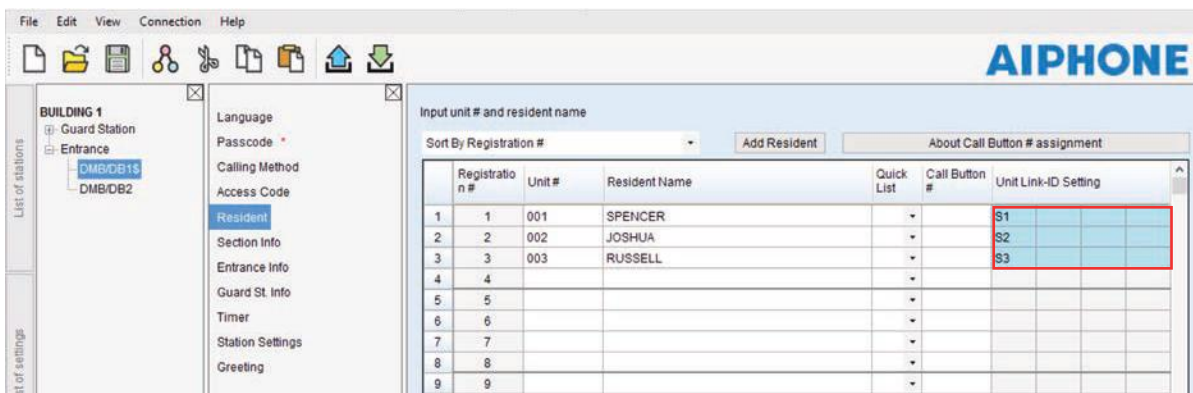 File Edit View Connection Help
AIPHONE
List of stations
BUILDING 1
Guard Station
Entrance
DMB/DB1S
DMB/DB2
Language
Passcode *
Calling Method
Access Code
Resident
Section Info
Entrance Info
Guard St. Info
Timer
Station Settings
Greeting
Input unit # and resident name
Sort By Registration # Add Resident About Call Button # assignment
Registratio n # Unit # Resident Name Quick List Call Button # Unit Link-ID Setting
1 1 001 SPENCER S1
2 2 002 JOSHUA S2
3 3 003 RUSSELL S3
4 4
5 5
6 6
7 7
8 8
9 9
st of settings